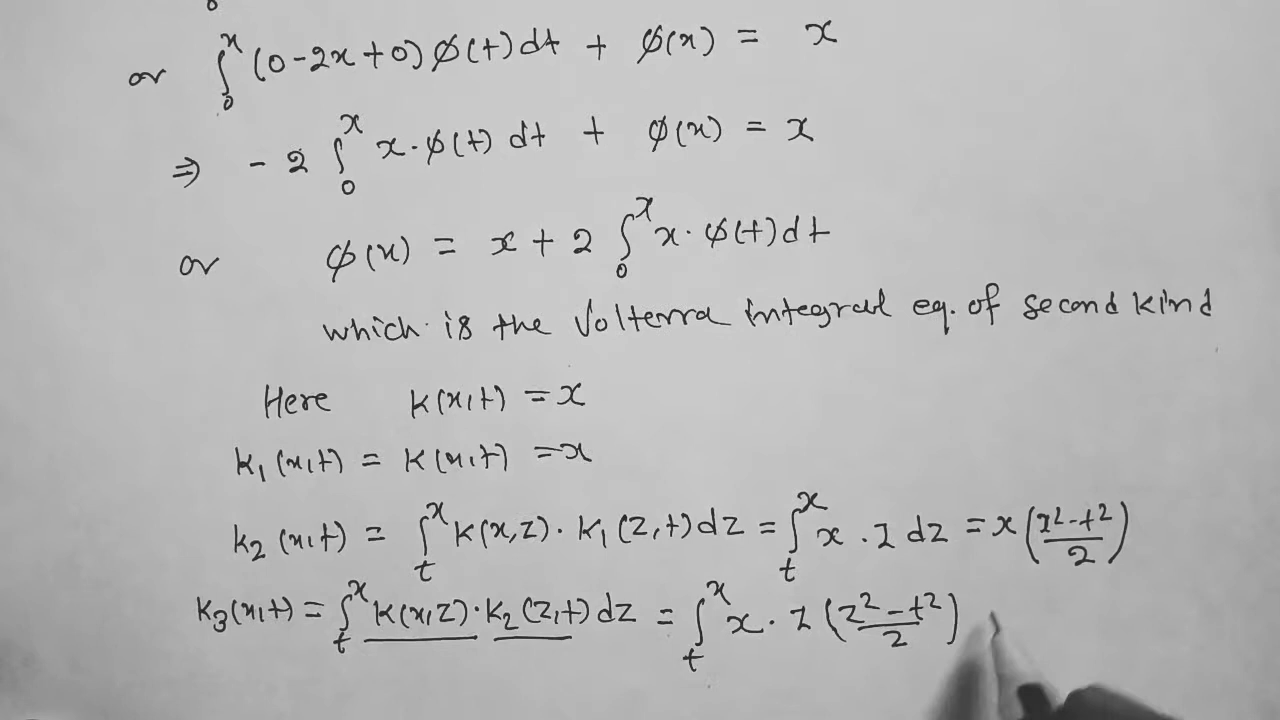 or ∫₀ˣ (0-2x+0) φ(t)dt + φ(x) = x
⇒ -2 ∫₀ˣ x·φ(t) dt + φ(x) = x
or φ(x) = x + 2 ∫₀ˣ x·φ(t)dt
which is the Volterra integral eq. of second kind
Here K(x,t) = x
K₁(x,t) = K(x,t) = x
K₂(x,t) = ∫ₜˣ K(x,z)·K₁(z,t)dz = ∫ₜˣ x·z dz = x((x²-t²)/2)
K₃(x,t) = ∫ₜˣ K(x,z)·K₂(z,t)dz = ∫ₜˣ x·z((z²-t²)/2)